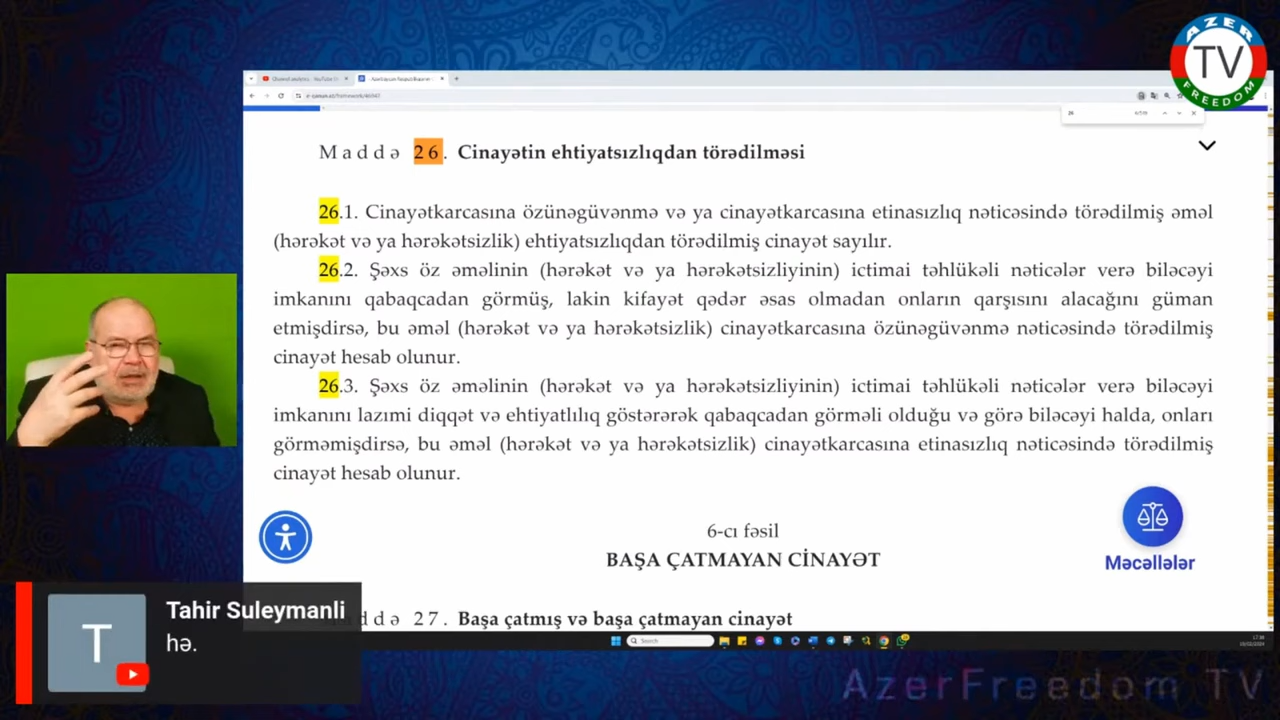 AZER
TV
FREEDOM
26
Maddə 26. Cinayətin ehtiyatsızlıqdan törədilməsi
26.1. Cinayətkarcasına özünəgüvənmə və ya cinayətkarcasına etinasızlıq nəticəsində törədilmiş əməl
(hərəkət və ya hərəkətsizlik) ehtiyatsızlıqdan törədilmiş cinayət sayılır.
26.2. Şəxs öz əməlinin (hərəkət və ya hərəkətsizliyinin) ictimai təhlükəli nəticələr verə biləcəyi
imkanını qabaqcadan görmüş, lakin kifayət qədər əsas olmadan onların qarşısını alacağını güman
etmişdirsə, bu əməl (hərəkət və ya hərəkətsizlik) cinayətkarcasına özünəgüvənmə nəticəsində törədilmiş
cinayət hesab olunur.
26.3. Şəxs öz əməlinin (hərəkət və ya hərəkətsizliyinin) ictimai təhlükəli nəticələr verə biləcəyi
imkanını lazımi diqqət və ehtiyatlılıq göstərərək qabaqcadan görməli olduğu və görə biləcəyi halda, onları
görməmişdirsə, bu əməl (hərəkət və ya hərəkətsizlik) cinayətkarcasına etinasızlıq nəticəsində törədilmiş
cinayət hesab olunur.
6-cı fəsil
BAŞA ÇATMAYAN CİNAYƏT
Məcəllələr
ddə 27. Başa çatmış və başa çatmayan cinayət
T
Tahir Suleymanli
hə.
Search
AzerFreedom TV